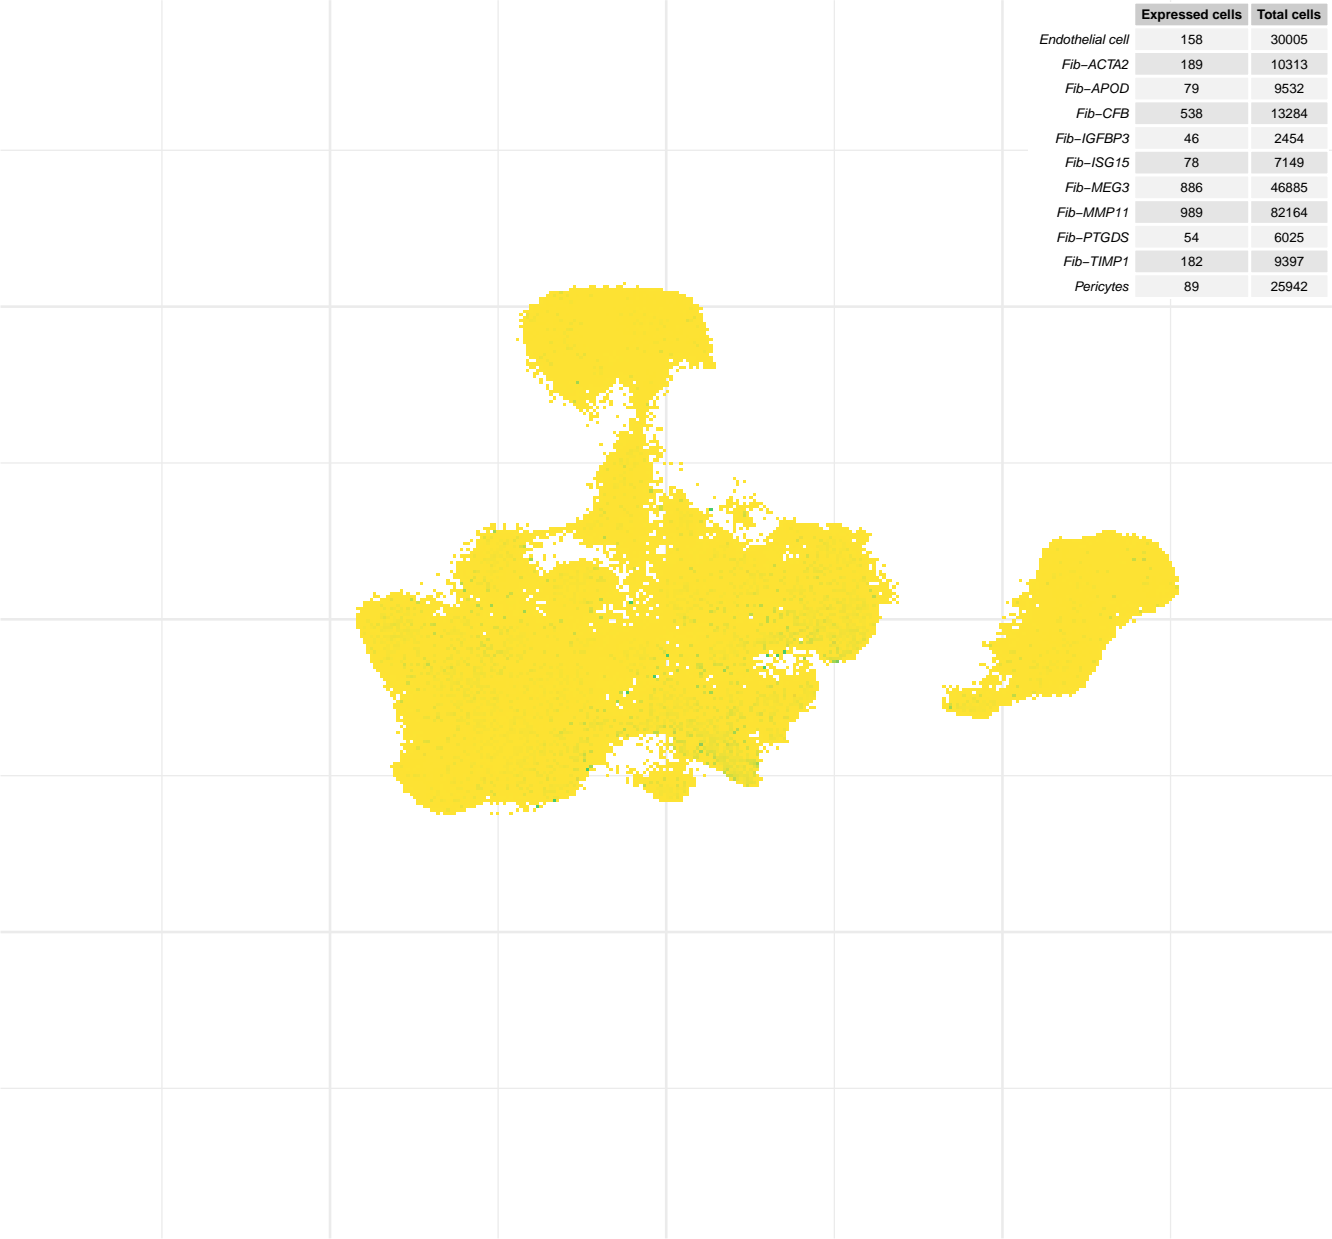 Expressed cells Total cells
Endothelial cell 158 30005
Fib−ACTA2 189 10313
Fib−APOD 79 9532
Fib−CFB 538 13284
Fib−IGFBP3 46 2454
Fib−ISG15 78 7149
Fib−MEG3 886 46885
Fib−MMP11 989 82164
Fib−PTGDS 54 6025
Fib−TIMP1 182 9397
Pericytes 89 25942